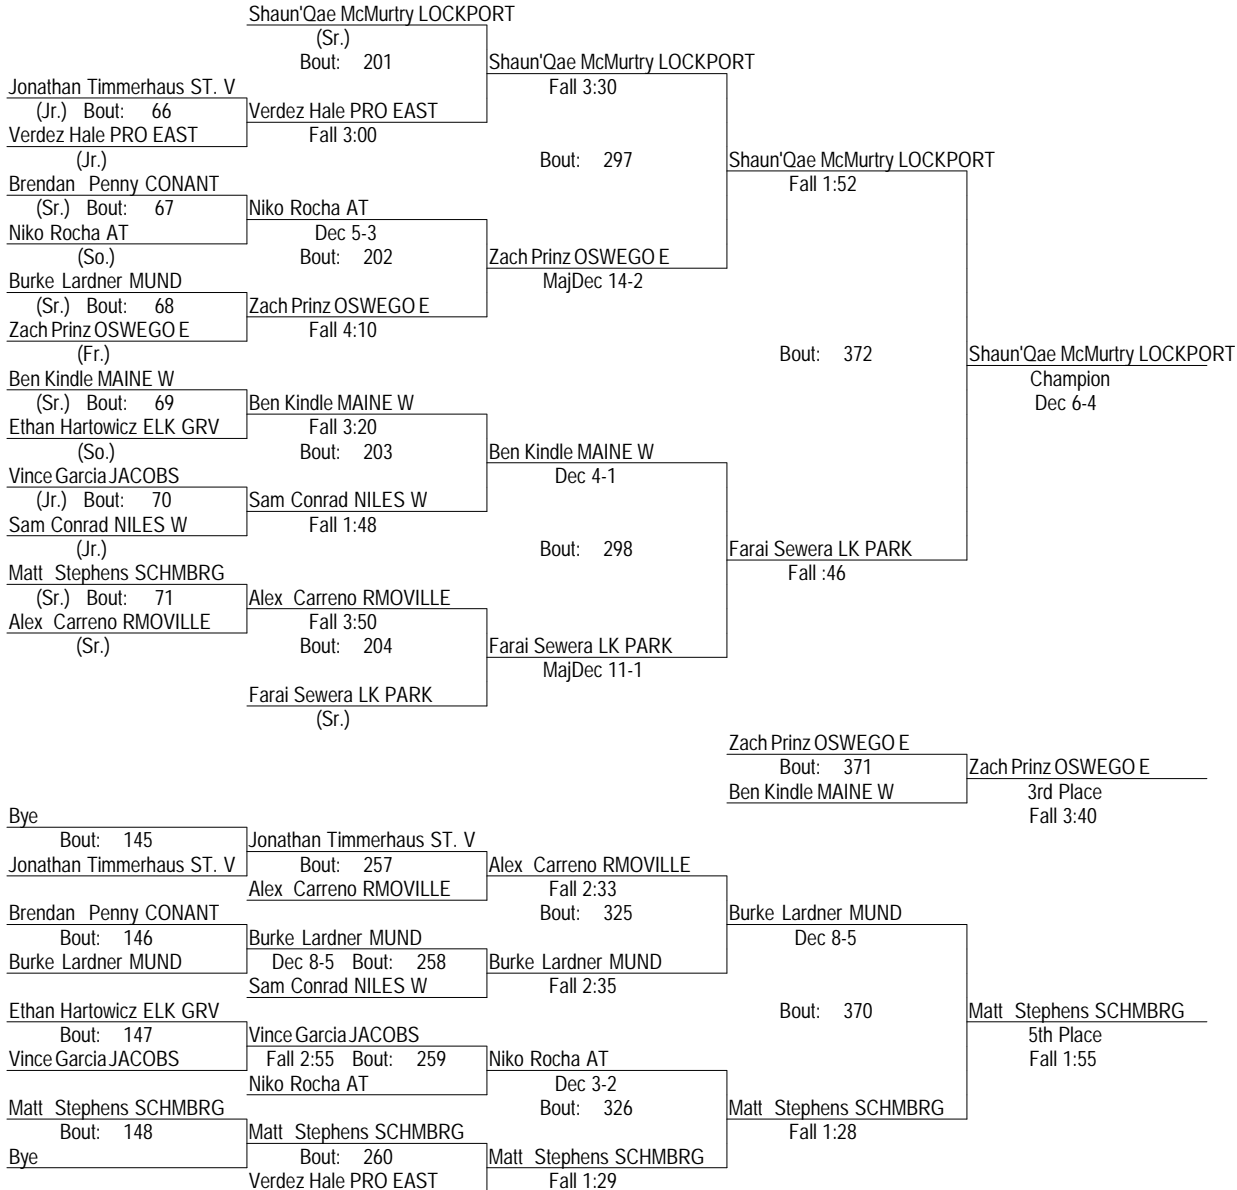 Shaun'Qae McMurtry LOCKPORT
(Sr.)
Bout: 201
Shaun'Qae McMurtry LOCKPORT
Jonathan Timmerhaus ST. V
Fall 3:30
(Jr.) Bout: 66
Verdez Hale PRO EAST
Verdez Hale PRO EAST
Fall 3:00
(Jr.)
Bout: 297
Shaun'Qae McMurtry LOCKPORT
Brendan Penny CONANT
Fall 1:52
(Sr.) Bout: 67
Niko Rocha AT
Niko Rocha AT
Dec 5-3
(So.)
Bout: 202
Zach Prinz OSWEGO E
Burke Lardner MUND
MajDec 14-2
(Sr.) Bout: 68
Zach Prinz OSWEGO E
Zach Prinz OSWEGO E
Fall 4:10
(Fr.)
Bout: 372
Shaun'Qae McMurtry LOCKPORT
Ben Kindle MAINE W
Champion
(Sr.) Bout: 69
Ben Kindle MAINE W
Dec 6-4
Ethan Hartowicz ELK GRV
Fall 3:20
(So.)
Bout: 203
Ben Kindle MAINE W
Vince Garcia JACOBS
Dec 4-1
(Jr.) Bout: 70
Sam Conrad NILES W
Sam Conrad NILES W
Fall 1:48
(Jr.)
Bout: 298
Farai Sewera LK PARK
Matt Stephens SCHMBRG
Fall :46
(Sr.) Bout: 71
Alex Carreno RMOVILLE
Alex Carreno RMOVILLE
Fall 3:50
(Sr.)
Bout: 204
Farai Sewera LK PARK
MajDec 11-1
Farai Sewera LK PARK
(Sr.)
Zach Prinz OSWEGO E
Bout: 371
Zach Prinz OSWEGO E
Ben Kindle MAINE W
3rd Place
Fall 3:40
Bye
Bout: 145
Jonathan Timmerhaus ST. V
Jonathan Timmerhaus ST. V
Bout: 257
Alex Carreno RMOVILLE
Alex Carreno RMOVILLE
Fall 2:33
Brendan Penny CONANT
Bout: 325
Burke Lardner MUND
Bout: 146
Burke Lardner MUND
Dec 8-5
Burke Lardner MUND
Dec 8-5 Bout: 258
Burke Lardner MUND
Sam Conrad NILES W
Fall 2:35
Ethan Hartowicz ELK GRV
Bout: 370
Matt Stephens SCHMBRG
Bout: 147
Vince Garcia JACOBS
5th Place
Vince Garcia JACOBS
Fall 2:55 Bout: 259
Niko Rocha AT
Fall 1:55
Niko Rocha AT
Dec 3-2
Matt Stephens SCHMBRG
Bout: 326
Matt Stephens SCHMBRG
Bout: 148
Matt Stephens SCHMBRG
Fall 1:28
Bye
Bout: 260
Matt Stephens SCHMBRG
Verdez Hale PRO EAST
Fall 1:29